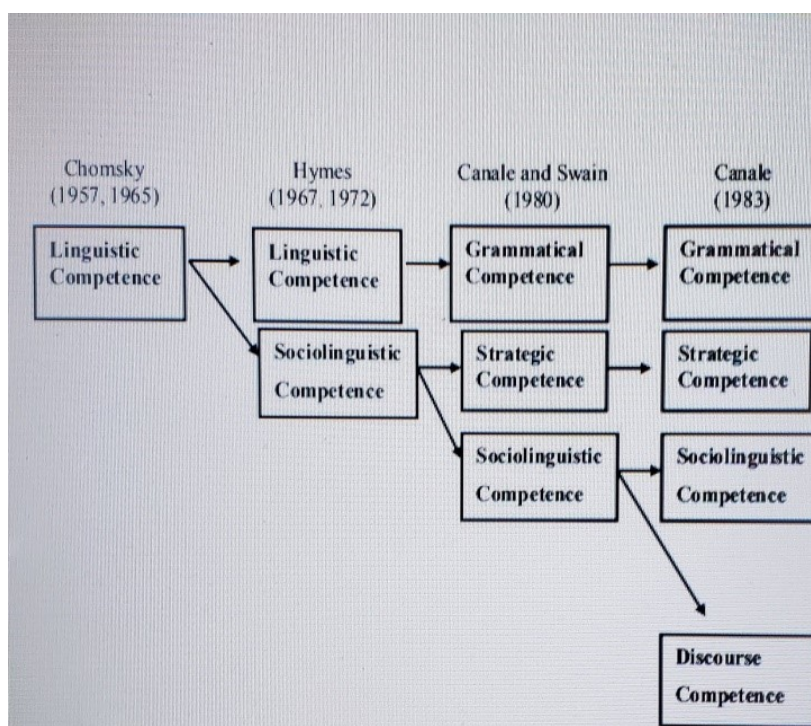 Chomsky
(1957, 1965)
Hymes
(1967, 1972)
Canale and Swain
(1980)
Canale
(1983)
Linguistic
Competence
Linguistic
Competence
Grammatical
Competence
Grammatical
Competence
Sociolinguistic
Competence
Strategic
Competence
Strategic
Competence
Sociolinguistic
Competence
Sociolinguistic
Competence
Discourse
Competence